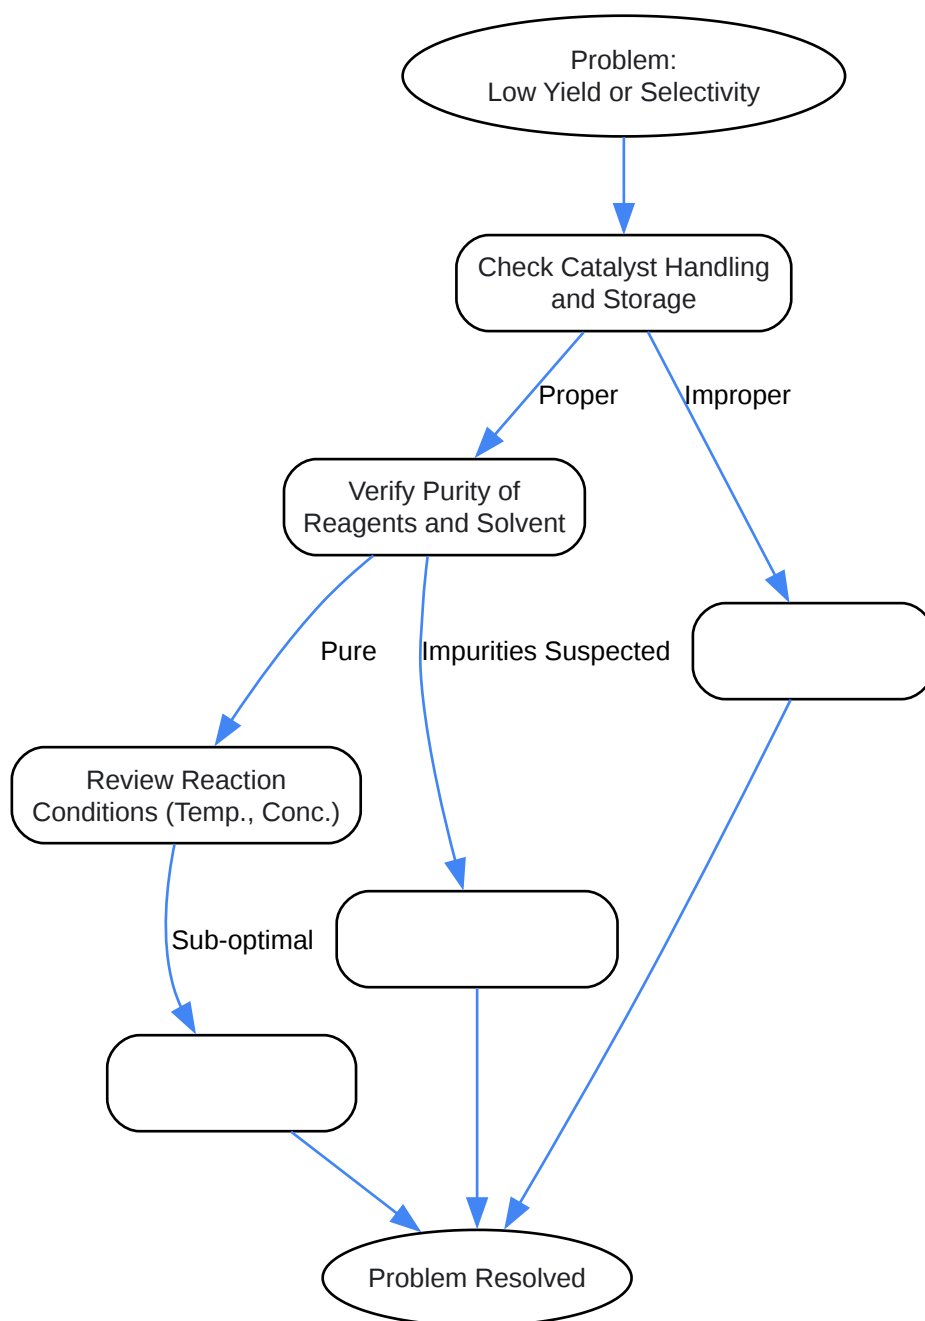 Problem:
Low Yield or Selectivity
Check Catalyst Handling
and Storage
Proper
Improper
Verify Purity of
Reagents and Solvent
Pure
Impurities Suspected
Review Reaction
Conditions (Temp., Conc.)
Sub-optimal
Problem Resolved